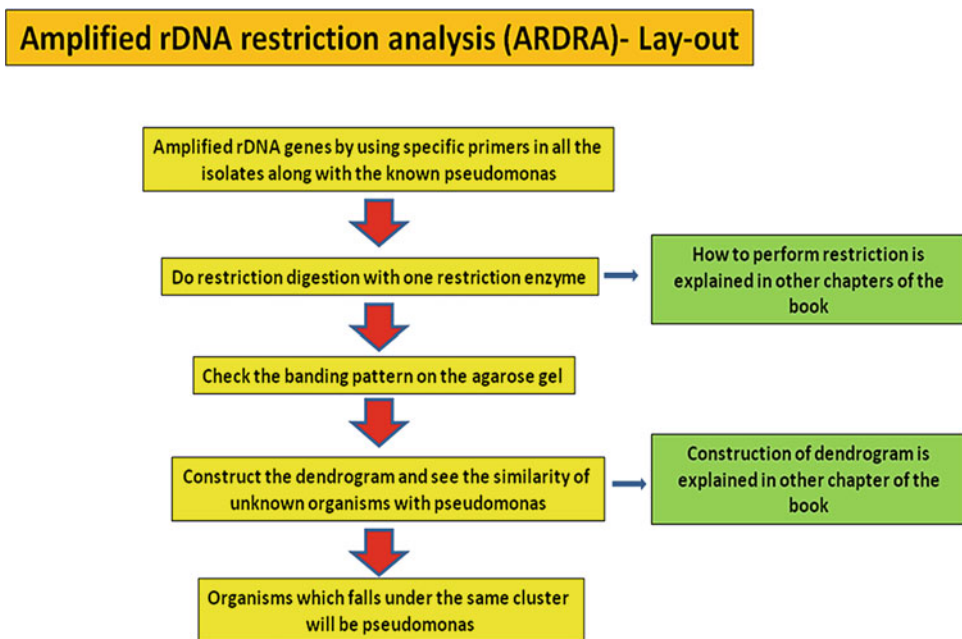 Amplified rDNA restriction analysis (ARDRA)- Lay-out
Amplified rDNA genes by using specific primers in all the
isolates along with the known pseudomonas
Do restriction digestion with one restriction enzyme
How to perform restriction is
explained in other chapters of the
book
Check the banding pattern on the agarose gel
Construct the dendrogram and see the similarity of
unknown organisms with pseudomonas
Construction of dendrogram is
explained in other chapter of the
book
Organisms which falls under the same cluster
will be pseudomonas